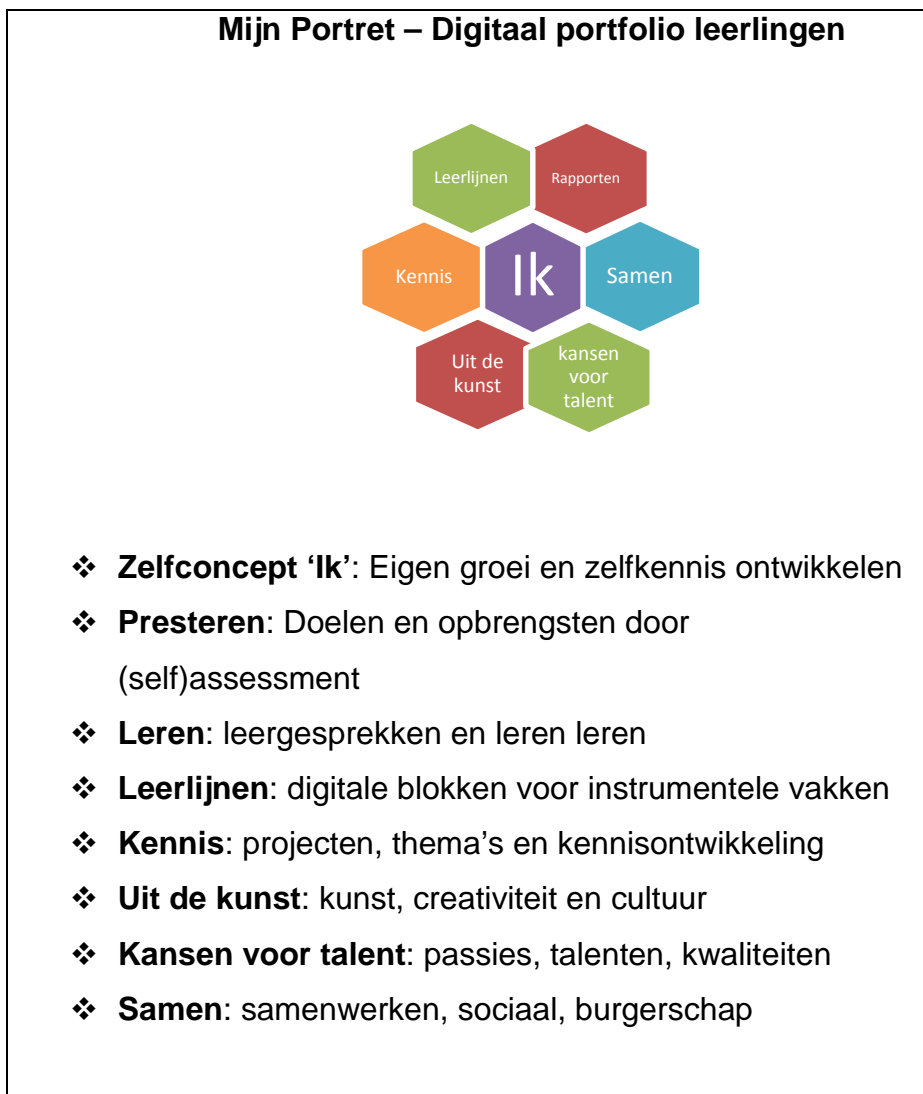 Mijn Portret – Digitaal portfolio leerlingen
Leerlijnen
Rapporten
Kennis
Ik
Samen
Uit de
kunst
kansen
voor
talent
❖ Zelfconcept ‘Ik’: Eigen groei en zelfkennis ontwikkelen
❖ Presteren: Doelen en opbrengsten door
(self)assessment
❖ Leren: leergesprekken en leren leren
❖ Leerlijnen: digitale blokken voor instrumentele vakken
❖ Kennis: projecten, thema’s en kennisontwikkeling
❖ Uit de kunst: kunst, creativiteit en cultuur
❖ Kansen voor talent: passies, talenten, kwaliteiten
❖ Samen: samenwerken, sociaal, burgerschap